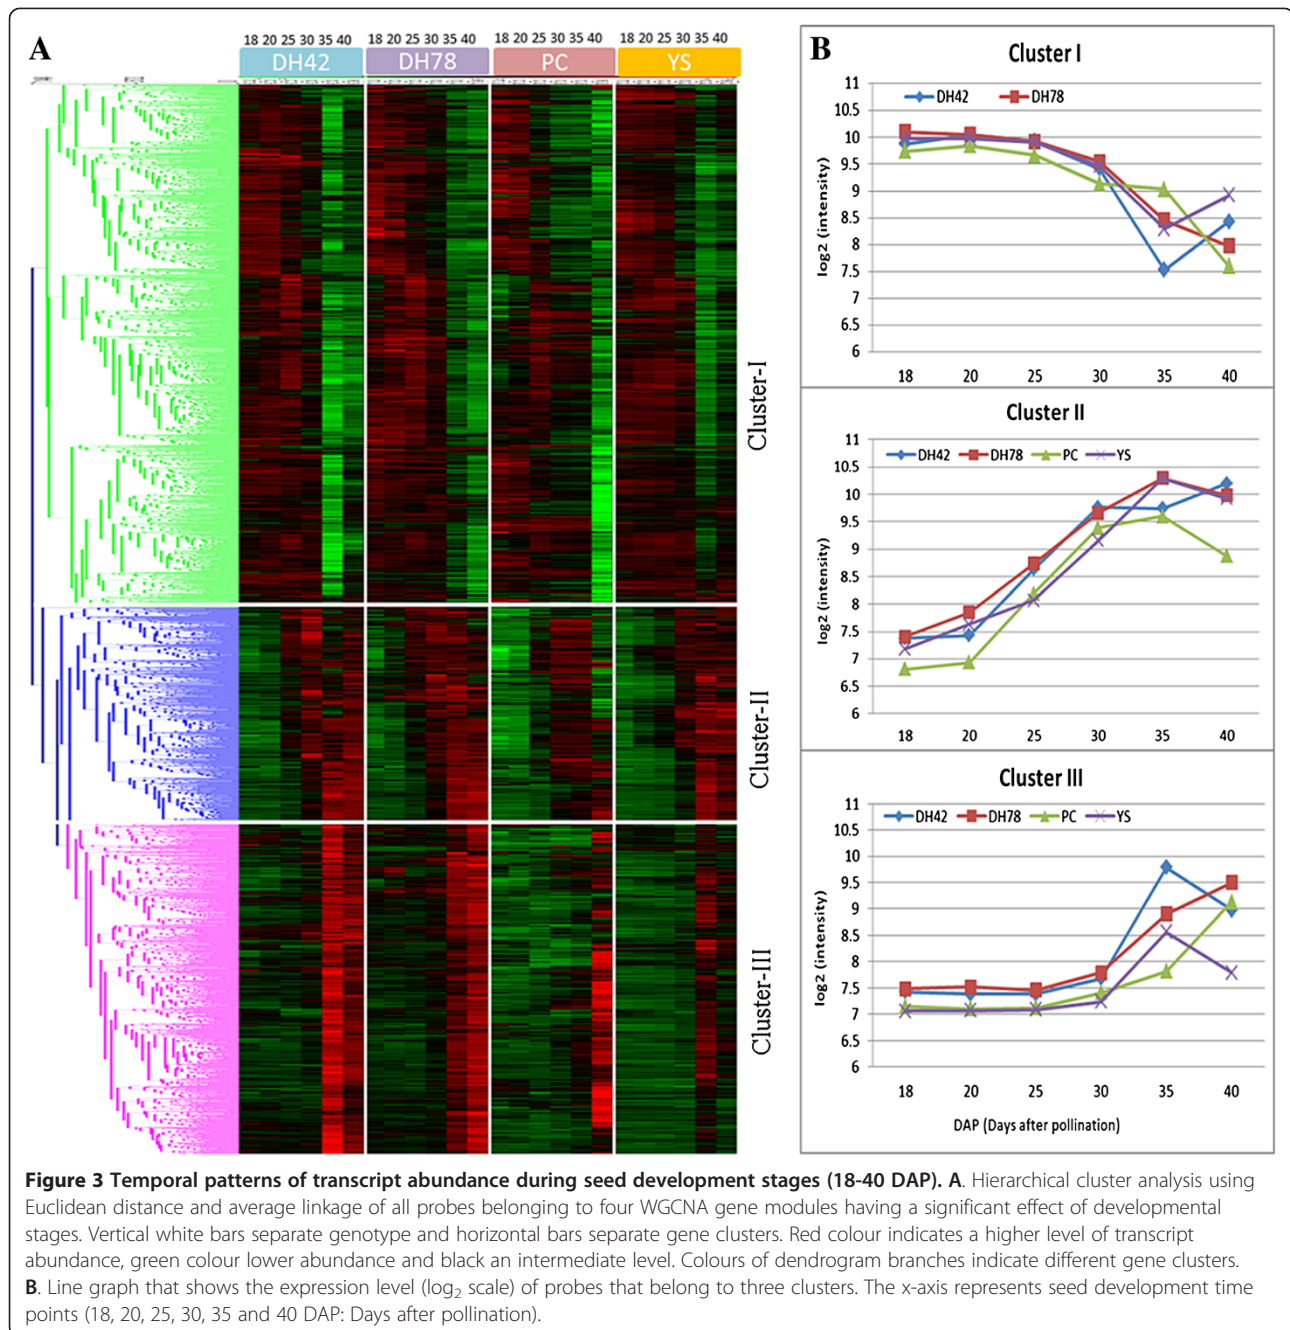 A
18 20 25 30 35 40 18 20 25 30 35 40 18 20 25 30 35 40 18 20 25 30 35 40
DH42 DH78 PC YS
Cluster-I
Cluster-II
Cluster-III
B
Cluster I
DH42 DH78
11
10.5
10
9.5
9
8.5
8
7.5
7
6.5
6
log2 (intensity)
18 20 25 30 35 40
Cluster II
DH42 DH78 PC YS
11
10.5
10
9.5
9
8.5
8
7.5
7
6.5
6
log2 (intensity)
18 20 25 30 35 40
Cluster III
DH42 DH78 PC YS
11
10.5
10
9.5
9
8.5
8
7.5
7
6.5
6
log2 (intensity)
18 20 25 30 35 40
DAP (Days after pollination)
Figure 3 Temporal patterns of transcript abundance during seed development stages (18-40 DAP). A. Hierarchical cluster analysis using
Euclidean distance and average linkage of all probes belonging to four WGCNA gene modules having a significant effect of developmental
stages. Vertical white bars separate genotype and horizontal bars separate gene clusters. Red colour indicates a higher level of transcript
abundance, green colour lower abundance and black an intermediate level. Colours of dendrogram branches indicate different gene clusters.
B. Line graph that shows the expression level (log2 scale) of probes that belong to three clusters. The x-axis represents seed development time
points (18, 20, 25, 30, 35 and 40 DAP: Days after pollination).